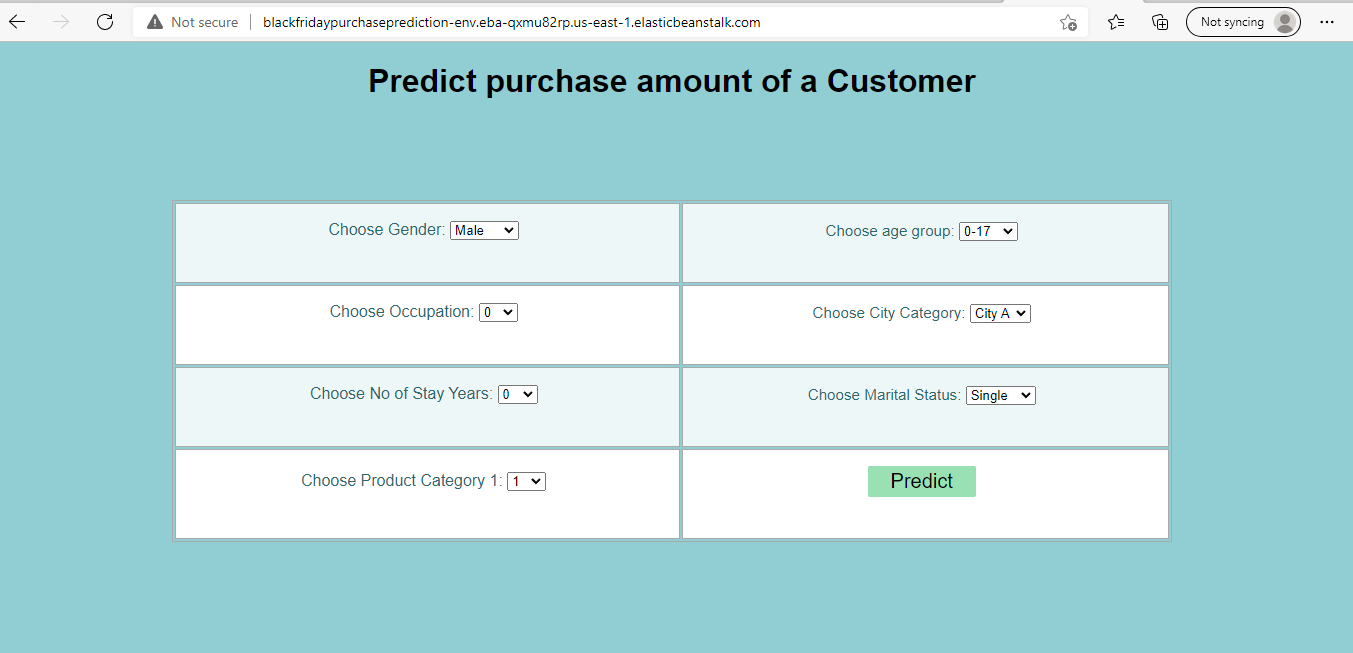 Not secure blackfridaypurchaseprediction-env.eba-qxmu82rp.us-east-1.elasticbeanstalk.com Not syncing
Predict purchase amount of a Customer
Choose Gender: Male Choose age group: 0-17
Choose Occupation: 0 Choose City Category: City A
Choose No of Stay Years: 0 Choose Marital Status: Single
Choose Product Category 1: 1 Predict